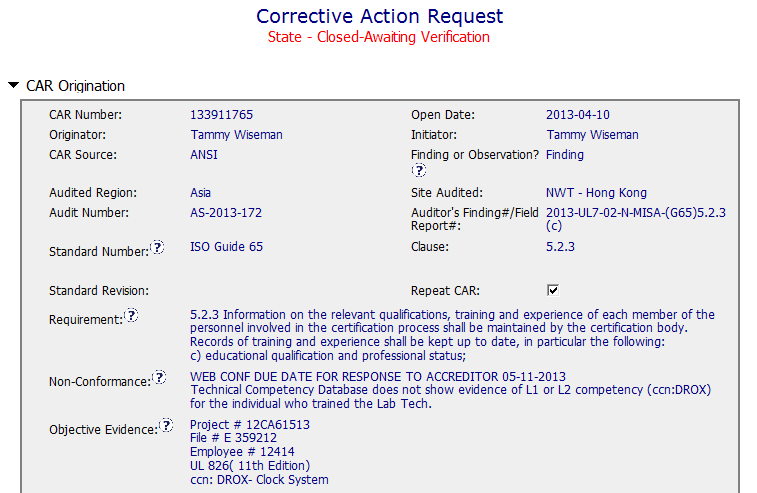 Corrective Action Request
State - Closed-Awaiting Verification
CAR Origination
CAR Number: 133911765 Open Date: 2013-04-10
Originator: Tammy Wiseman Initiator: Tammy Wiseman
CAR Source: ANSI Finding or Observation? Finding
?
Audited Region: Asia Site Audited: NWT - Hong Kong
Audit Number: AS-2013-172 Auditor's Finding#/Field 2013-UL7-02-N-MISA-(G65)5.2.3
Report#: (c)
Standard Number: ? ISO Guide 65 Clause: 5.2.3
Standard Revision: Repeat CAR:
Requirement: ? 5.2.3 Information on the relevant qualifications, training and experience of each member of the
personnel involved in the certification process shall be maintained by the certification body.
Records of training and experience shall be kept up to date, in particular the following:
c) educational qualification and professional status;
Non-Conformance: ? WEB CONF DUE DATE FOR RESPONSE TO ACCREDITOR 05-11-2013
Technical Competency Database does not show evidence of L1 or L2 competency (ccn:DROX)
for the individual who trained the Lab Tech.
Objective Evidence: ? Project # 12CA61513
File # E 359212
Employee # 12414
UL 826( 11th Edition)
ccn: DROX- Clock System